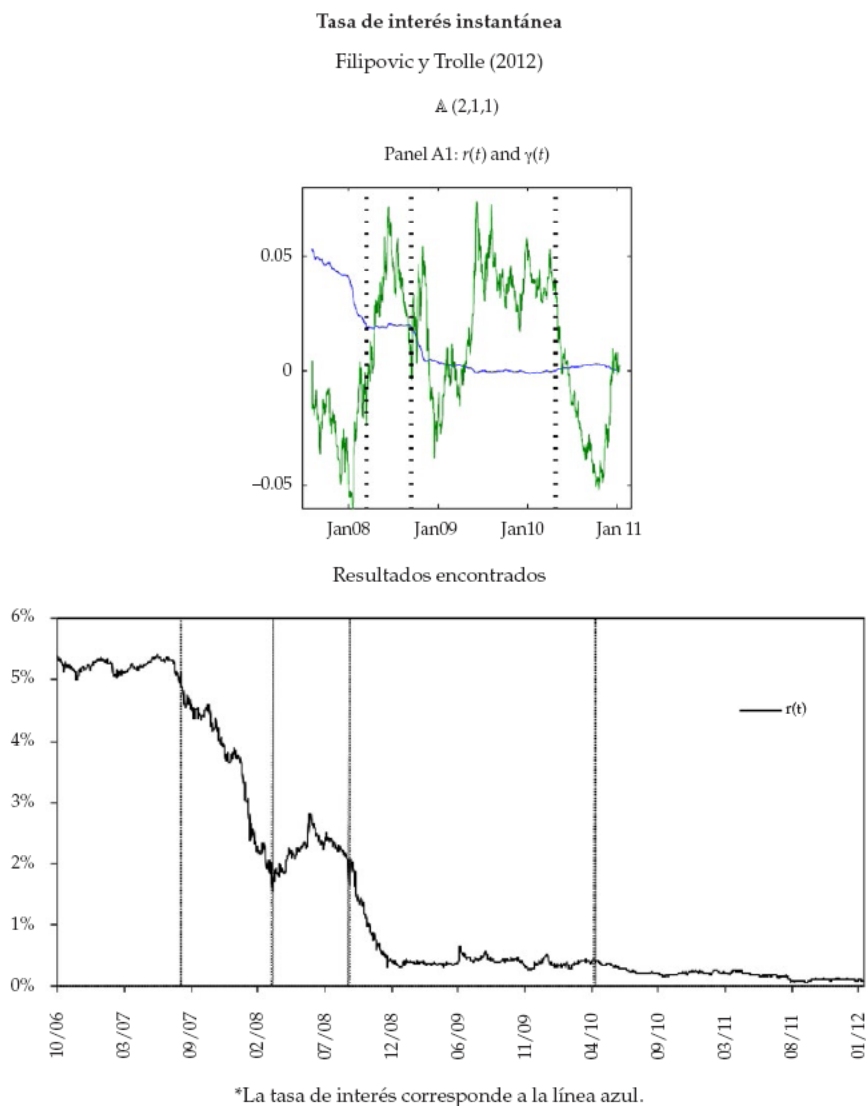 Tasa de interés instantánea
Filipovic y Trolle (2012)
𝔸 (2,1,1)
Panel A1: r(t) and γ(t)
0.05
0
−0.05
Jan08
Jan09
Jan10
Jan 11
Resultados encontrados
6%
5%
4%
3%
2%
1%
0%
r(t)
10/06
03/07
09/07
02/08
07/08
12/08
06/09
11/09
04/10
09/10
03/11
08/11
01/12
*La tasa de interés corresponde a la línea azul.